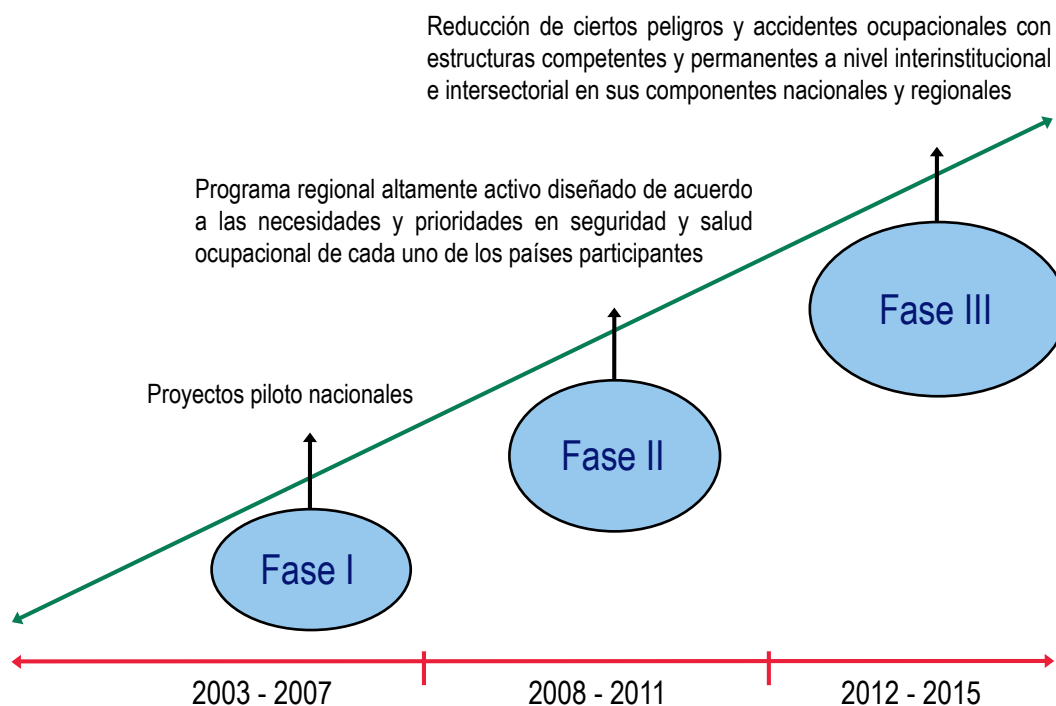 Reducción de ciertos peligros y accidentes ocupacionales con
estructuras competentes y permanentes a nivel interinstitucional
e intersectorial en sus componentes nacionales y regionales
Programa regional altamente activo diseñado de acuerdo
a las necesidades y prioridades en seguridad y salud
ocupacional de cada uno de los países participantes
Fase III
Proyectos piloto nacionales
Fase II
Fase I
2003 - 2007
2008 - 2011
2012 - 2015